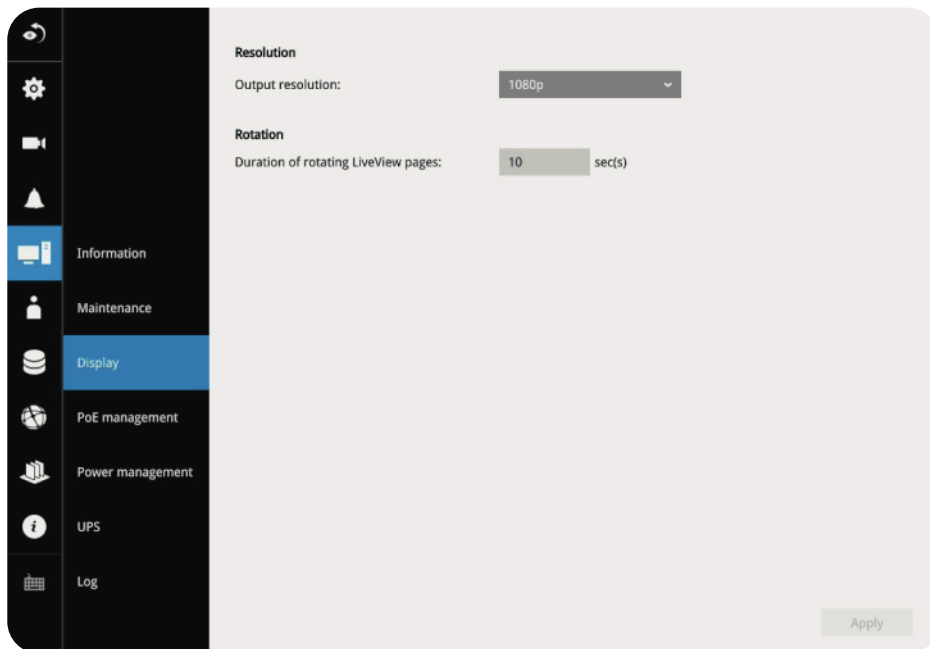 Resolution
Output resolution: 1080p
Rotation
Duration of rotating LiveView pages: 10 sec(s)
Information
Maintenance
Display
PoE management
Power management
UPS
Log
Apply